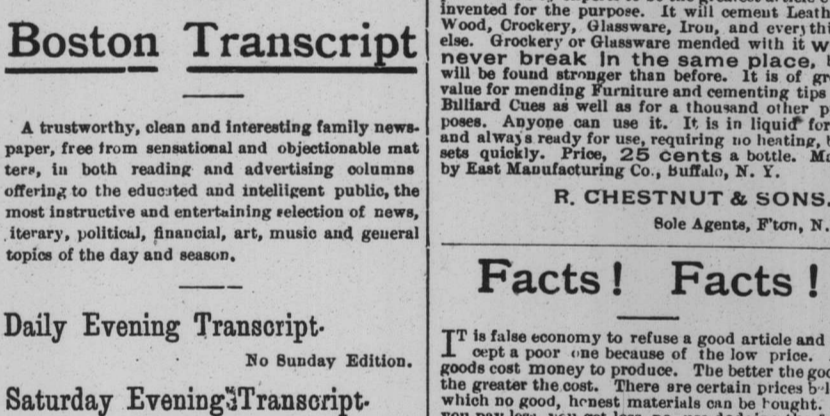 Boston Transcript
A trustworthy, clean and interesting family news-
paper, free from sensational and objectionable mat
ters, in both reading and advertising columns
offering to the educated and intelligent public, the
most instructive and entertaining selection of news,
literary, political, financial, art, music and general
topics of the day and season.
Daily Evening Transcript.
No Sunday Edition.
Saturday Evening Transcript.
invented for the purpose. It will cement Leath
Wood, Crockery, Glassware, Iron, and everythi
else. Crockery or Glassware mended with it w
never break in the same place,
will be found stronger than before. It is of gr
value for mending Furniture and cementing tips
Billiard Cues as well as for a thousand other p
poses. Anyone can use it. It is in liquid for
and always ready for use, requiring no heating,
sets quickly. Price, 25 cents a bottle. Ma
by East Manufacturing Co., Buffalo, N. Y.
R. CHESTNUT & SONS.
Sole Agents, F'ton, N.
Facts! Facts!
IT is false economy to refuse a good article and
cept a poor one because of the low price.
goods cost money to produce. The better the goo
the greater the cost. There are certain prices b
which no good, honest materials can be bought.